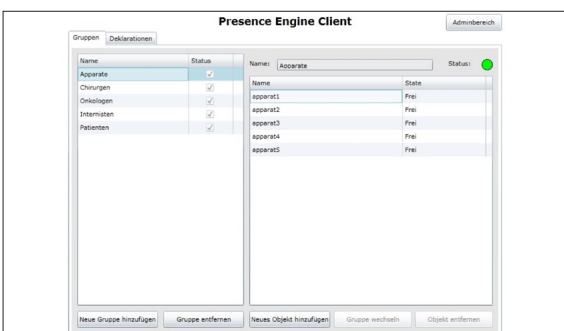 Presence Engine Client
Adminbereich
Gruppen Deklarationen
Name Status
Apparate
Chirurgen
Onkologen
Internisten
Patienten
Name: Apparate Status:
Name State
apparat1 Frei
apparat2 Frei
apparat3 Frei
apparat4 Frei
apparat5 Frei
Neue Gruppe hinzufügen Gruppe entfernen Neues Objekt hinzufügen Gruppe wechseln Objekt entfernen